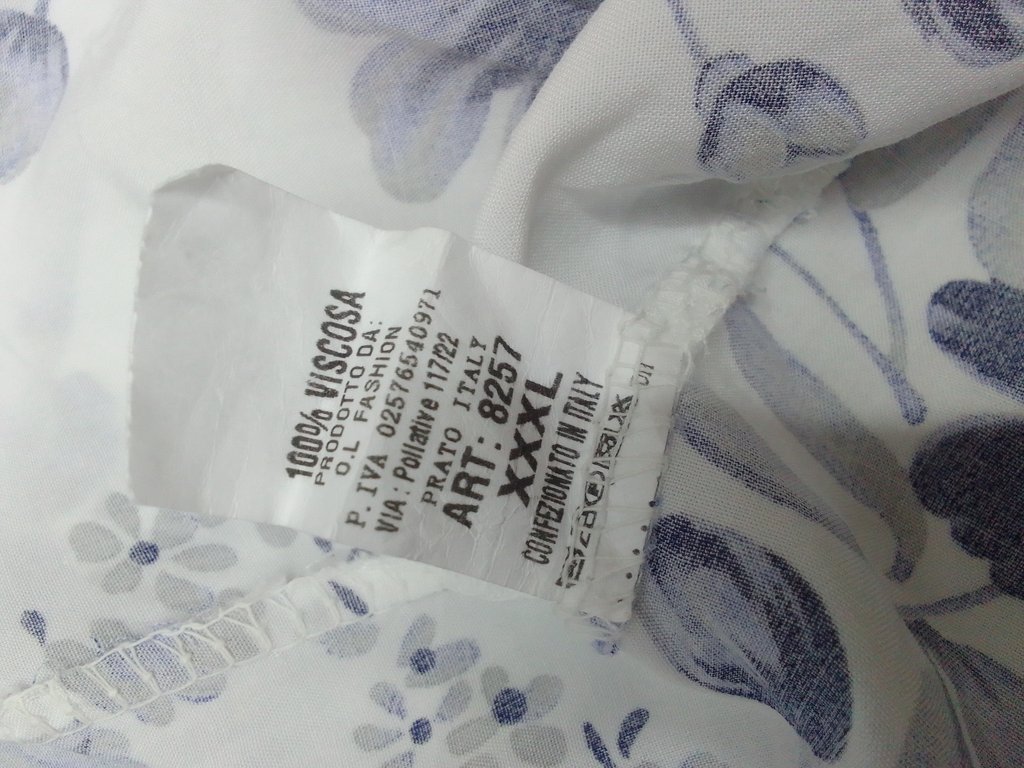 100% VISCOSA
PRODOTTO DA:
O.L FASHION
P. IVA 02576540971
VIA: Pollative 117/22
PRATO ITALY
ART: 8257
XXXL
CONFEZIONATO IN ITALY